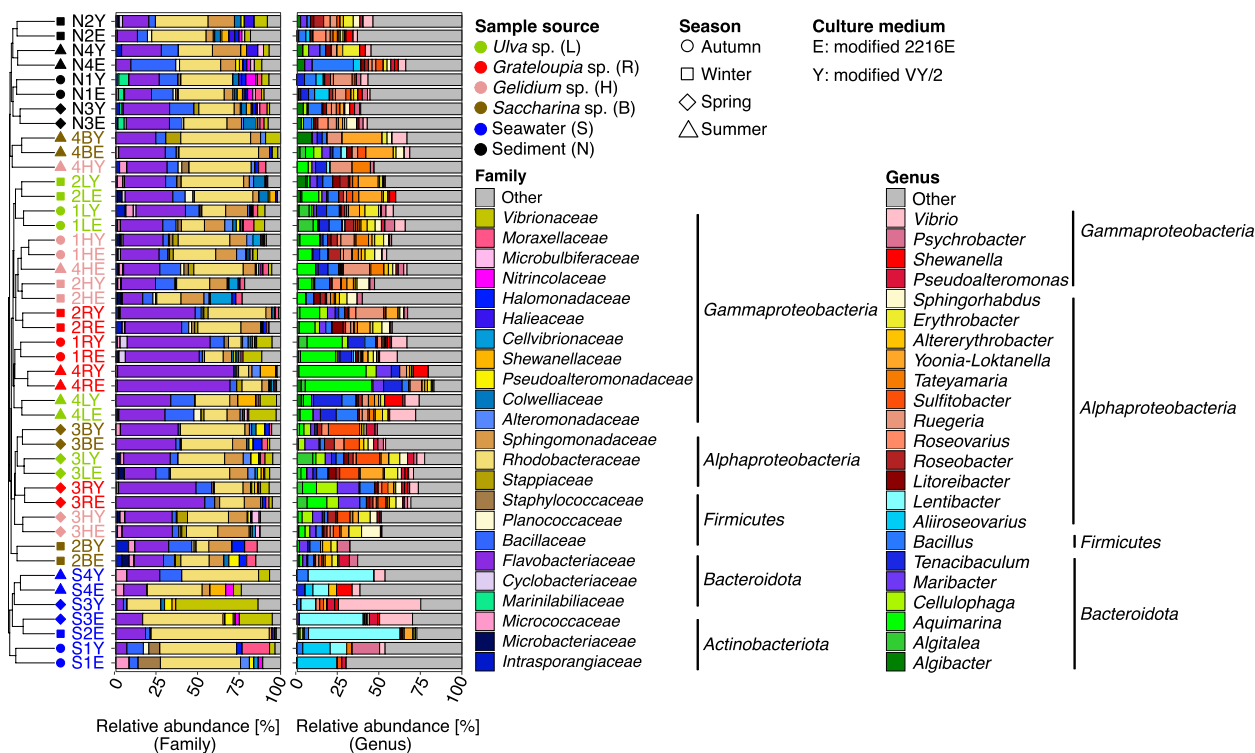 N2Y
N2E
N4Y
N4E
N1Y
N1E
N3Y
N3E
4BY
4BE
4HY
2LY
2LE
1LY
1LE
1HY
1HE
4HE
2HY
2HE
2RY
2RE
1RY
1RE
4RY
4RE
4LY
4LE
3BY
3BE
3LY
3LE
3RY
3RE
3HY
3HE
2BY
2BE
S4Y
S4E
S3Y
S3E
S2E
S1Y
S1E
0 25 50 75 100
Relative abundance [%]
(Family)
0 25 50 75 100
Relative abundance [%]
(Genus)
Sample source
Ulva sp. (L)
Grateloupia sp. (R)
Gelidium sp. (H)
Saccharina sp. (B)
Seawater (S)
Sediment (N)
Season
Autumn
Winter
Spring
Summer
Culture medium
E: modified 2216E
Y: modified VY/2
Family
Other
Vibrionaceae
Moraxellaceae
Microbulbiferaceae
Nitrincolaceae
Halomonadaceae
Halieaceae
Cellvibrionaceae
Shewanellaceae
Pseudoalteromonadaceae
Colwelliaceae
Alteromonadaceae
Sphingomonadaceae
Rhodobacteraceae
Stappiaceae
Staphylococcaceae
Planococcaceae
Bacillaceae
Flavobacteriaceae
Cyclobacteriaceae
Marinilabiliaceae
Micrococcaceae
Microbacteriaceae
Intrasporangiaceae
Gammaproteobacteria
Alphaproteobacteria
Firmicutes
Bacteroidota
Actinobacteriota
Genus
Other
Vibrio
Psychrobacter
Shewanella
Pseudoalteromonas
Sphingorhabdus
Erythrobacter
Altererythrobacter
Yoonia-Loktanella
Tateyamaria
Sulfitobacter
Ruegeria
Roseovarius
Roseobacter
Litoreibacter
Lentibacter
Aliiroseovarius
Bacillus
Tenacibaculum
Maribacter
Cellulophaga
Aquimarina
Algitalea
Algibacter
Gammaproteobacteria
Alphaproteobacteria
Firmicutes
Bacteroidota